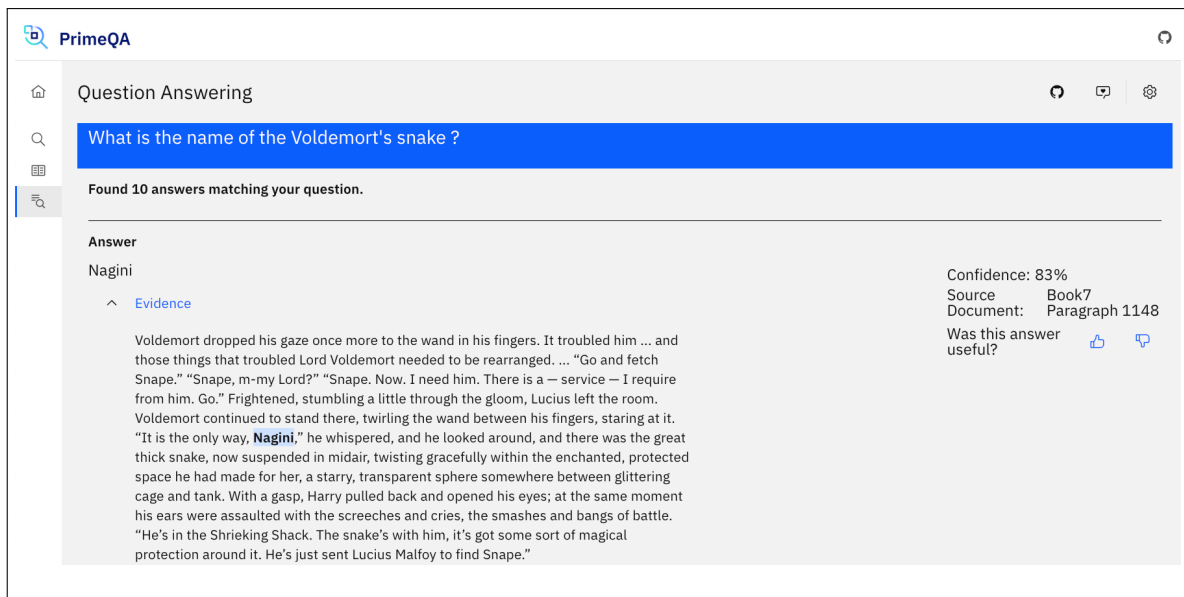 PrimeQA
Question Answering
What is the name of the Voldemort's snake ?
Found 10 answers matching your question.
Answer
Nagini
Evidence
Voldemort dropped his gaze once more to the wand in his fingers. It troubled him ... and
those things that troubled Lord Voldemort needed to be rearranged. ... “Go and fetch
Snape.” “Snape, m-my Lord?” “Snape. Now. I need him. There is a — service — I require
from him. Go.” Frightened, stumbling a little through the gloom, Lucius left the room.
Voldemort continued to stand there, twirling the wand between his fingers, staring at it.
“It is the only way, Nagini,” he whispered, and he looked around, and there was the great
thick snake, now suspended in midair, twisting gracefully within the enchanted, protected
space he had made for her, a starry, transparent sphere somewhere between glittering
cage and tank. With a gasp, Harry pulled back and opened his eyes; at the same moment
his ears were assaulted with the screeches and cries, the smashes and bangs of battle.
“He’s in the Shrieking Shack. The snake’s with him, it’s got some sort of magical
protection around it. He’s just sent Lucius Malfoy to find Snape.”
Confidence: 83%
Source Book7
Document: Paragraph 1148
Was this answer
useful?